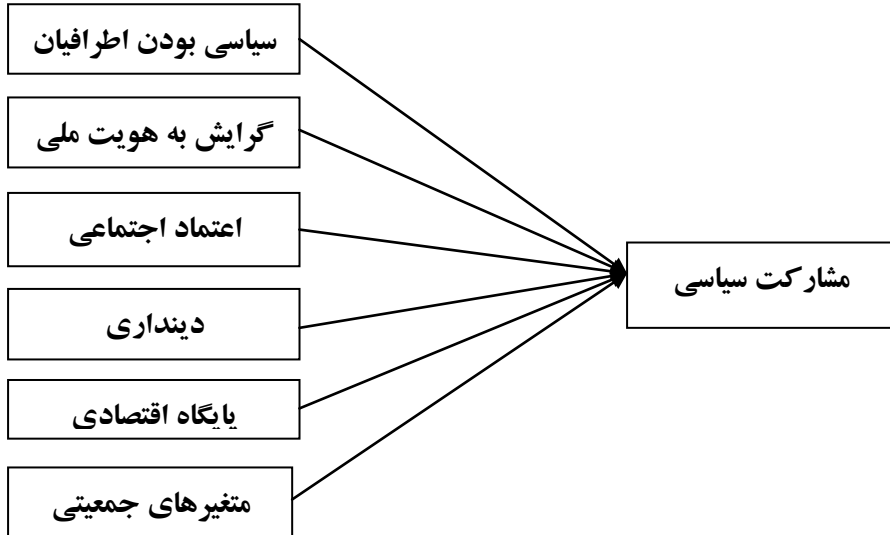 سیاسی بودن اطرافیان
گرایش به هویت ملی
اعتماد اجتماعی
مشارکت سیاسی
دینداری
پایگاه اقتصادی
متغیرهای جمعیتی